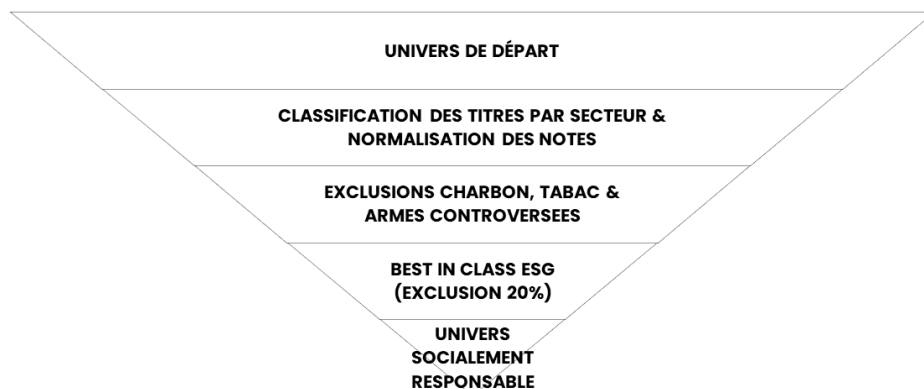 UNIVERS DE DÉPART
CLASSIFICATION DES TITRES PAR SECTEUR &
NORMALISATION DES NOTES
EXCLUSIONS CHARBON, TABAC &
ARMES CONTROVERSEES
BEST IN CLASS ESG
(EXCLUSION 20%)
UNIVERS
SOCIALEMENT
RESPONSABLE